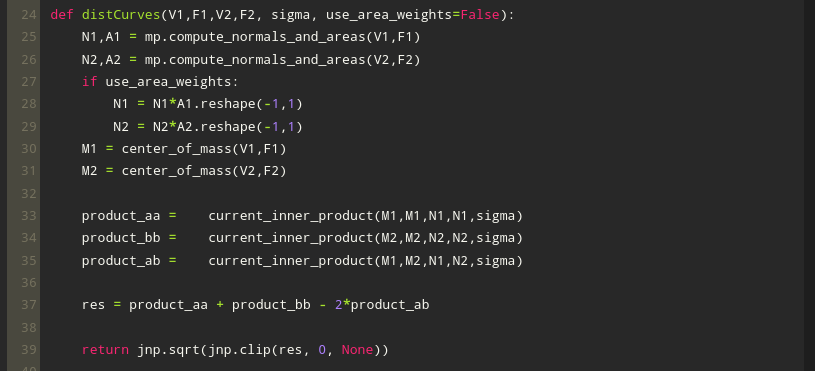 24 def distCurves(V1,F1,V2,F2, sigma, use_area_weights=False):
25     N1,A1 = mp.compute_normals_and_areas(V1,F1)
26     N2,A2 = mp.compute_normals_and_areas(V2,F2)
27     if use_area_weights:
28         N1 = N1*A1.reshape(-1,1)
29         N2 = N2*A2.reshape(-1,1)
30     M1 = center_of_mass(V1,F1)
31     M2 = center_of_mass(V2,F2)
32
33     product_aa =    current_inner_product(M1,M1,N1,N1,sigma)
34     product_bb =    current_inner_product(M2,M2,N2,N2,sigma)
35     product_ab =    current_inner_product(M1,M2,N1,N2,sigma)
36
37     res = product_aa + product_bb - 2*product_ab
38
39     return jnp.sqrt(jnp.clip(res, 0, None))